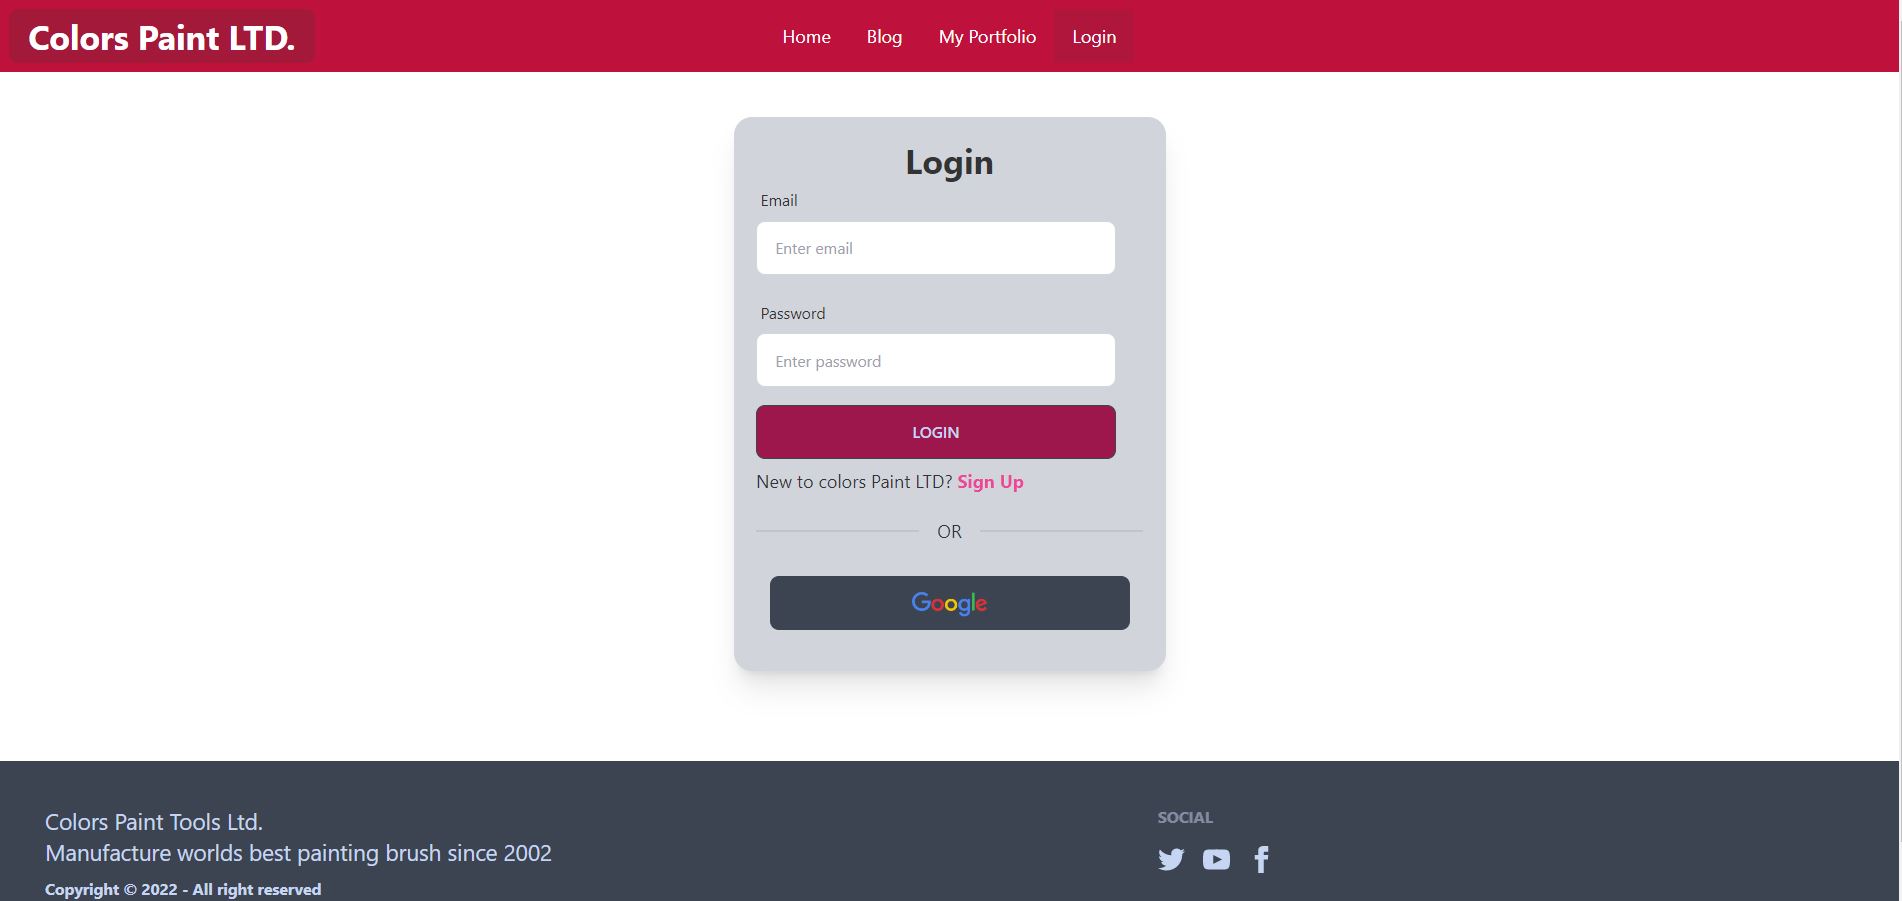 Colors Paint LTD.
Home Blog My Portfolio Login
Login
Email
Enter email
Password
Enter password
LOGIN
New to colors Paint LTD? Sign Up
OR
Google
Colors Paint Tools Ltd.
Manufacture worlds best painting brush since 2002
Copyright © 2022 - All right reserved
SOCIAL